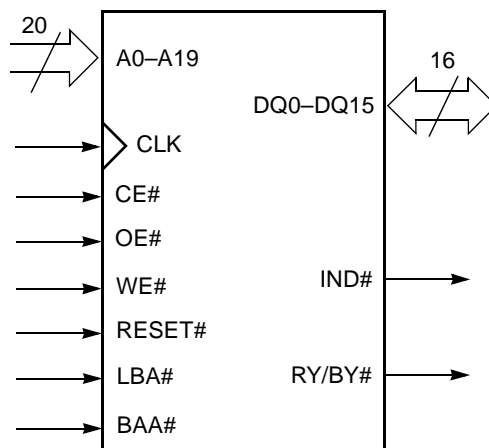 20
A0–A19
16
DQ0–DQ15
CLK
CE#
OE#
WE#
IND#
RESET#
LBA#
RY/BY#
BAA#